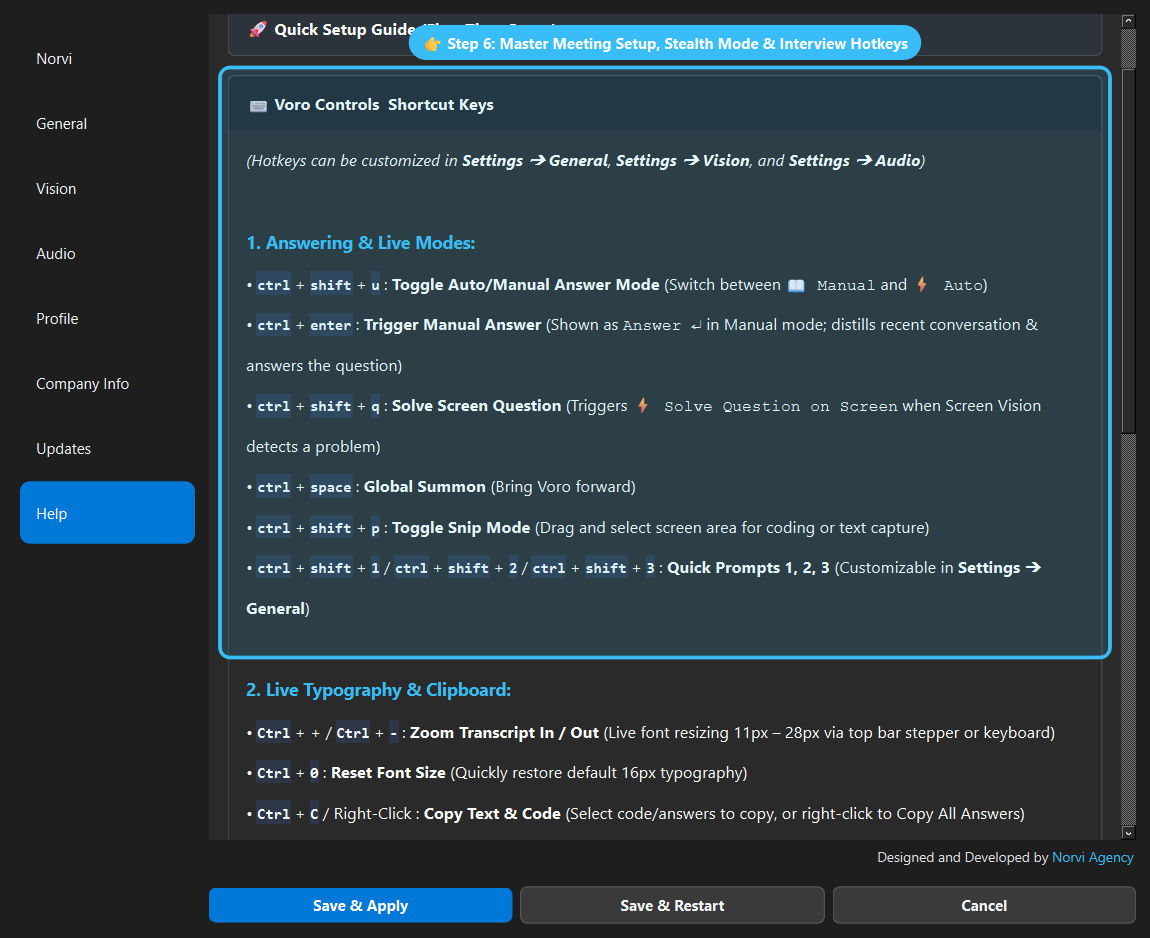 Norvi
General
Vision
Audio
Profile
Company Info
Updates
Help
🚀 Quick Setup Guide
👉 Step 6: Master Meeting Setup, Stealth Mode & Interview Hotkeys
⌨️ Voro Controls Shortcut Keys
(Hotkeys can be customized in Settings ➔ General, Settings ➔ Vision, and Settings ➔ Audio)
1. Answering & Live Modes:
• ctrl + shift + u : Toggle Auto/Manual Answer Mode (Switch between 📖 Manual and ⚡ Auto)
• ctrl + enter : Trigger Manual Answer (Shown as Answer ↵ in Manual mode; distills recent conversation &
answers the question)
• ctrl + shift + q : Solve Screen Question (Triggers ⚡ Solve Question on Screen when Screen Vision
detects a problem)
• ctrl + space : Global Summon (Bring Voro forward)
• ctrl + shift + p : Toggle Snip Mode (Drag and select screen area for coding or text capture)
• ctrl + shift + 1 / ctrl + shift + 2 / ctrl + shift + 3 : Quick Prompts 1, 2, 3 (Customizable in Settings ➔
General)
2. Live Typography & Clipboard:
• Ctrl + + / Ctrl + - : Zoom Transcript In / Out (Live font resizing 11px – 28px via top bar stepper or keyboard)
• Ctrl + 0 : Reset Font Size (Quickly restore default 16px typography)
• Ctrl + C / Right-Click : Copy Text & Code (Select code/answers to copy, or right-click to Copy All Answers)
Designed and Developed by Norvi Agency
Save & Apply
Save & Restart
Cancel